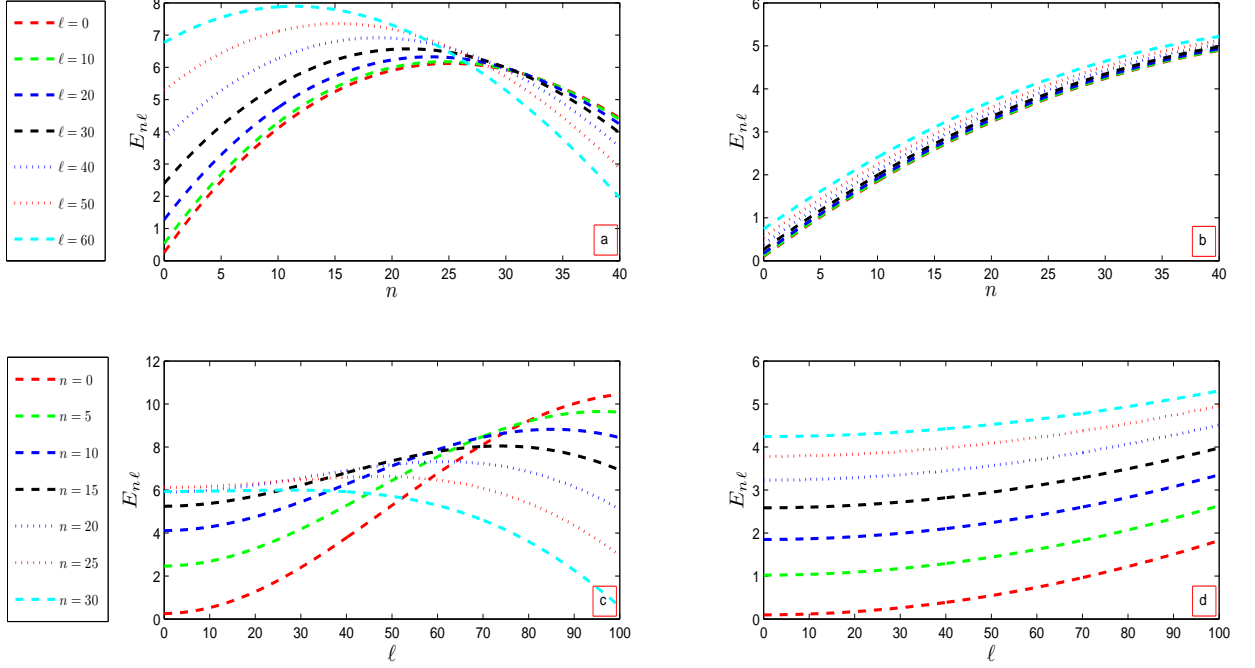 ℓ = 0
ℓ = 10
ℓ = 20
ℓ = 30
ℓ = 40
ℓ = 50
ℓ = 60
8
7
6
5
4
3
2
1
0
E_{nℓ}
0 5 10 15 20 25 30 35 40
n
a
6
5
4
3
2
1
0
E_{nℓ}
0 5 10 15 20 25 30 35 40
n
b
n = 0
n = 5
n = 10
n = 15
n = 20
n = 25
n = 30
12
10
8
6
4
2
0
E_{nℓ}
0 10 20 30 40 50 60 70 80 90 100
ℓ
c
6
5
4
3
2
1
0
E_{nℓ}
0 10 20 30 40 50 60 70 80 90 100
ℓ
d